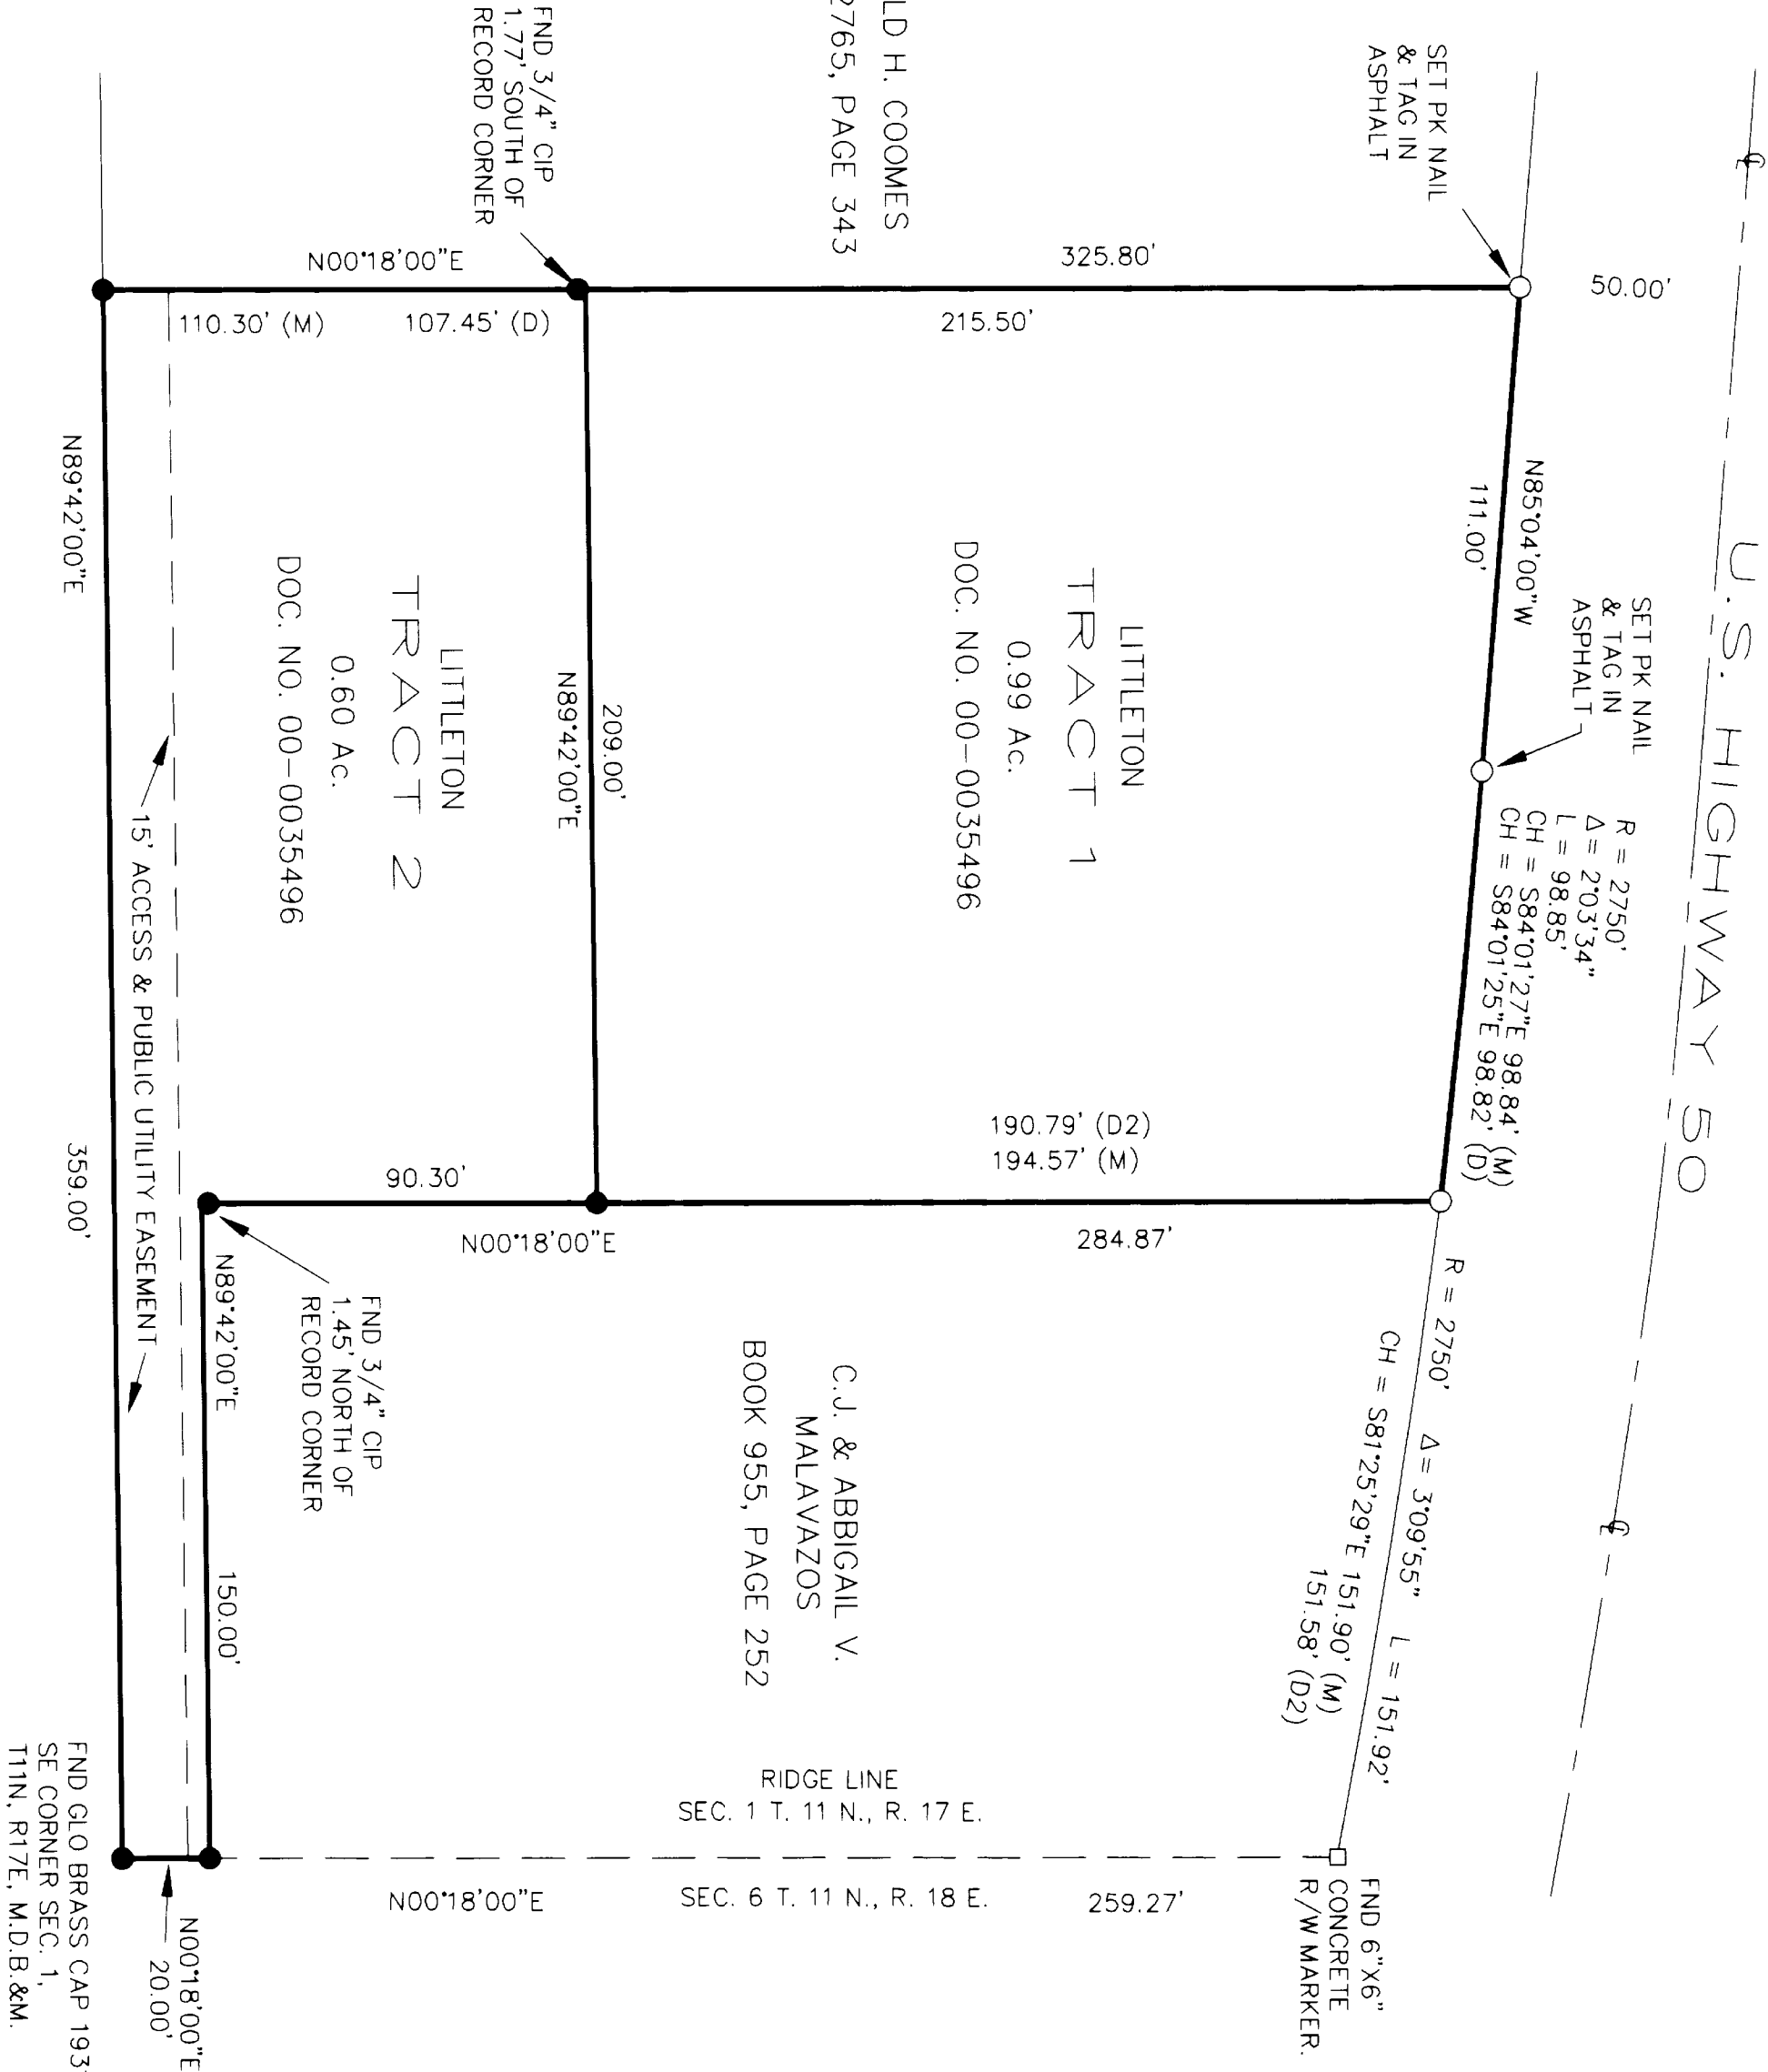 U.S. HIGHWAY 50
℄
℄
50.00'
SET PK NAIL
& TAG IN
ASPHALT
SET PK NAIL
& TAG IN
ASPHALT
N85°04'00"W
111.00'
R = 2750'
Δ = 2°03'34"
L = 98.85'
CH = S84°01'27"E 98.84' (M)
CH = S84°01'25"E 98.82' (D)
R = 2750' Δ = 3°09'55" L = 151.92'
CH = S81°25'29"E 151.90' (M)
151.58' (D2)
FND 6"X6"
CONCRETE
R/W MARKER.
LD H. COOMES
2765, PAGE 343
325.80'
215.50'
LITTLETON
TRACT 1
0.99 Ac.
DOC. NO. 00-0035496
190.79' (D2)
194.57' (M)
284.87'
C.J. & ABBIGAIL V.
MALAVAZOS
BOOK 955, PAGE 252
RIDGE LINE
SEC. 1 T. 11 N., R. 17 E.
SEC. 6 T. 11 N., R. 18 E.
259.27'
N00°18'00"E
FND 3/4" CIP
1.77' SOUTH OF
RECORD CORNER
209.00'
N89°42'00"E
N00°18'00"E
110.30' (M)
107.45' (D)
LITTLETON
TRACT 2
0.60 Ac.
DOC. NO. 00-0035496
90.30'
N00°18'00"E
FND 3/4" CIP
1.45' NORTH OF
RECORD CORNER
N89°42'00"E
150.00'
15' ACCESS & PUBLIC UTILITY EASEMENT
N89°42'00"E
359.00'
N00°18'00"E
20.00'
FND GLO BRASS CAP 193
SE CORNER SEC. 1,
T11N, R17E, M.D.B.&M.